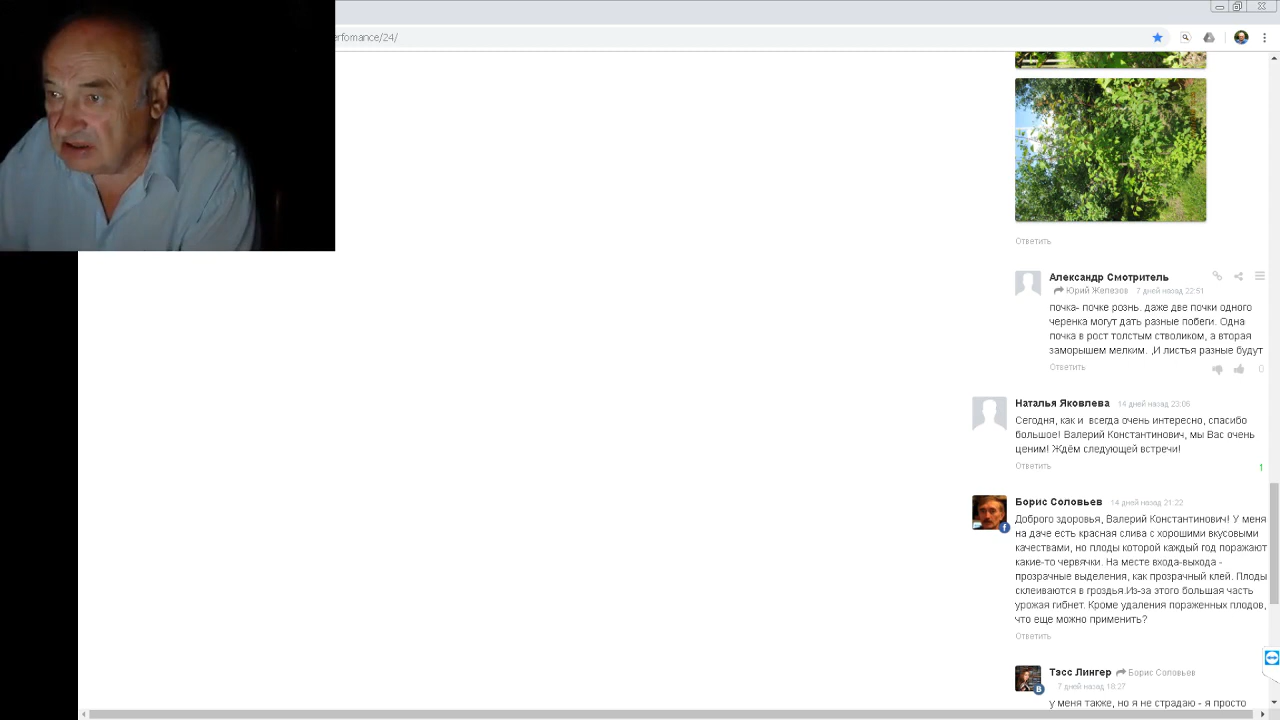 erfomance/24/
Ответить
Александр Смотритель
Юрий Железов 7 дней назад 22:51
почка- почке рознь. даже две почки одного
черенка могут дать разные побеги. Одна
почка в рост толстым стволиком, а вторая
заморышем мелким. ,И листья разные будут
Ответить
0
Наталья Яковлева 14 дней назад 23:06
Сегодня, как и всегда очень интересно, спасибо
большое! Валерий Константинович, мы Вас очень
ценим! Ждём следующей встречи!
Ответить
1
Борис Соловьев 14 дней назад 21:22
Доброго здоровья, Валерий Константинович! У меня
на даче есть красная слива с хорошими вкусовыми
качествами, но плоды которой каждый год поражают
какие-то червячки. На месте входа-выхода -
прозрачные выделения, как прозрачный клей. Плоды
склеиваются в гроздья.Из-за этого большая часть
урожая гибнет. Кроме удаления пораженных плодов,
что еще можно применить?
Ответить
Тэсс Лингер Борис Соловьев
7 дней назад 18:27
у меня также, но я не страдаю - я просто